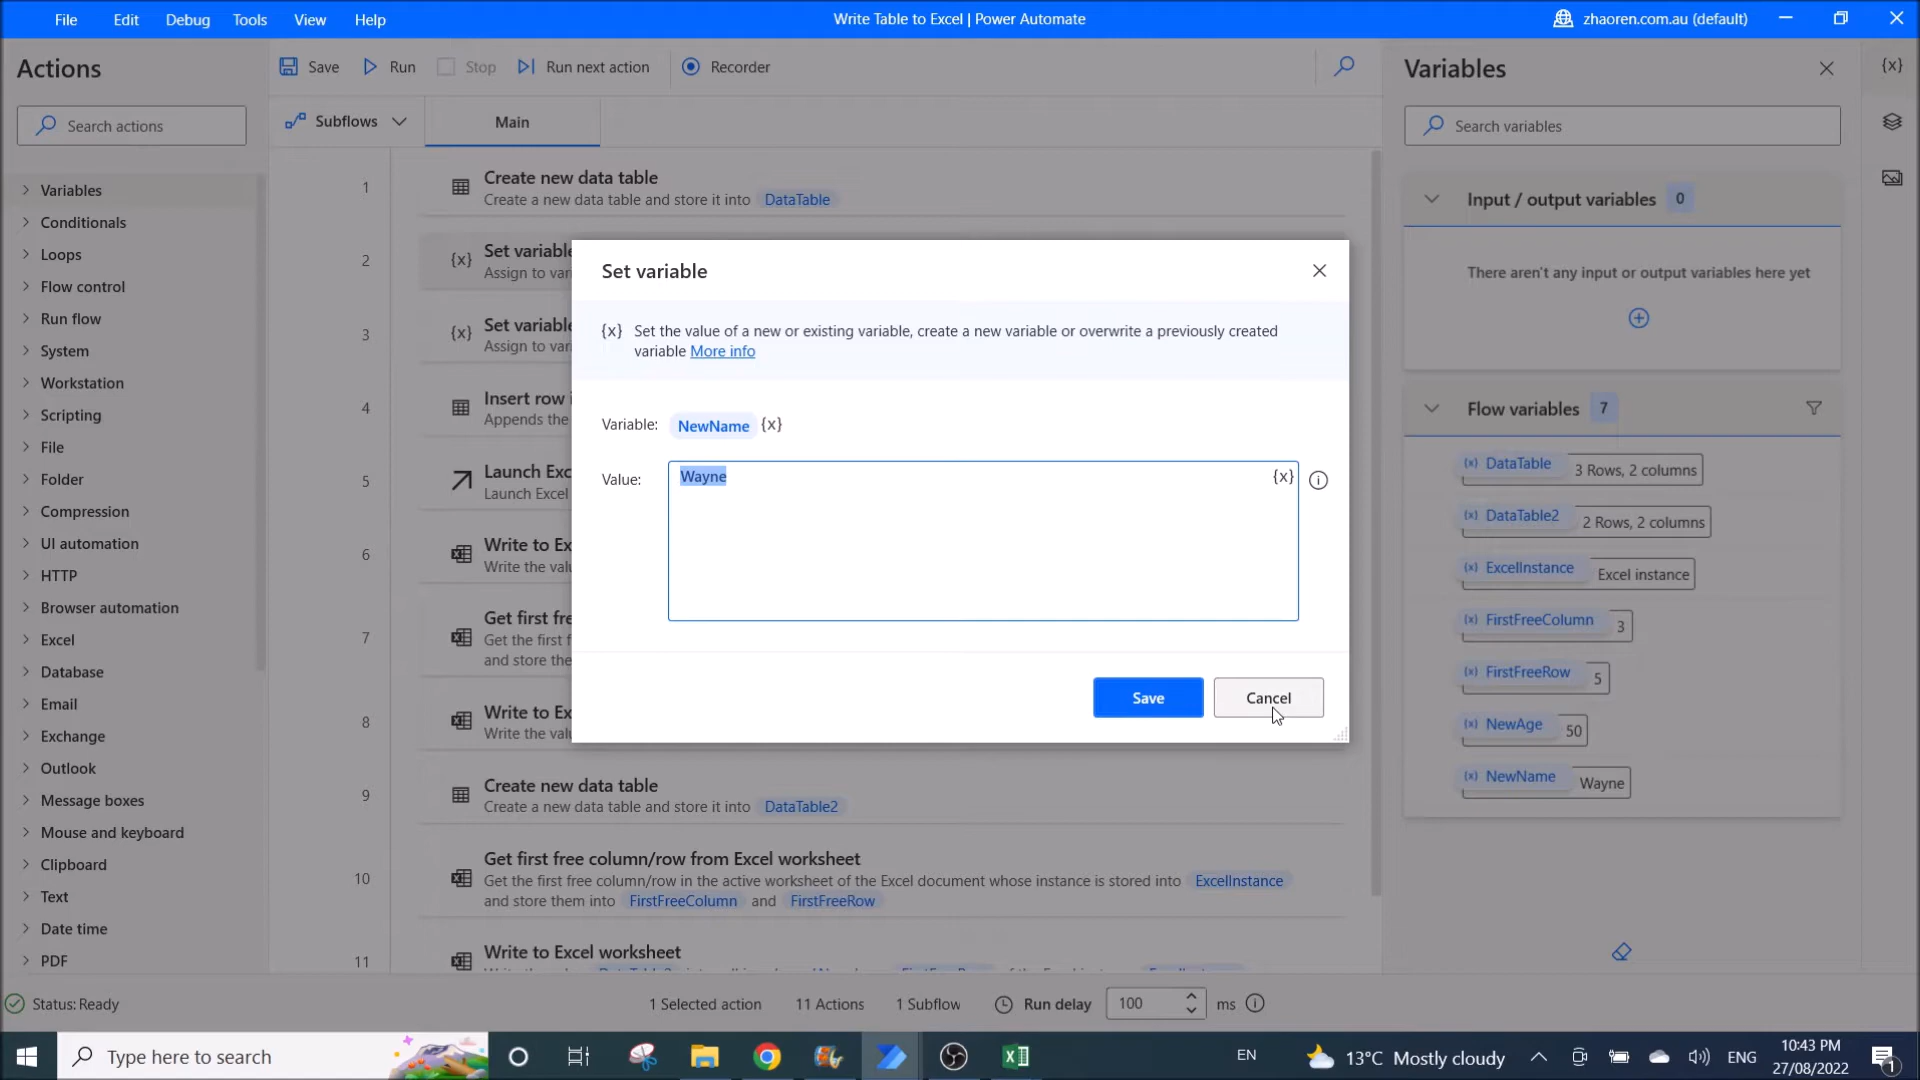 File Edit Debug Tools View Help
Write Table to Excel | Power Automate
zhaoren.com.au (default)
Actions
Search actions
Variables
Conditionals
Loops
Flow control
Run flow
System
Workstation
Scripting
File
Folder
Compression
UI automation
HTTP
Browser automation
Excel
Database
Email
Exchange
Outlook
Message boxes
Mouse and keyboard
Clipboard
Text
Date time
PDF
Save Run Stop Run next action Recorder
Subflows Main
1 Create new data table
Create a new data table and store it into DataTable
2 {x} Set variable
Assign to
3 {x} Set variable
Assign to
4 Insert row
Appends the
5 Launch
Launch Excel
6 Write to
Write the
7 Get first
Get the first
and store
8 Write to
Write the
9 Create new data table
Create a new data table and store it into DataTable2
10 Get first free column/row from Excel worksheet
Get the first free column/row in the active worksheet of the Excel document whose instance is stored into ExcelInstance
and store them into FirstFreeColumn and FirstFreeRow
11 Write to Excel worksheet
Set variable
{x} Set the value of a new or existing variable, create a new variable or overwrite a previously created
variable More info
Variable: NewName {x}
Value: Wayne {x}
Save Cancel
Variables
{x}
Search variables
Input / output variables 0
There aren't any input or output variables here yet
Flow variables 7
(x) DataTable 3 Rows, 2 columns
(x) DataTable2 2 Rows, 2 columns
(x) ExcelInstance Excel instance
(x) FirstFreeColumn 3
(x) FirstFreeRow 5
(x) NewAge 50
(x) NewName Wayne
Status: Ready 1 Selected action 11 Actions 1 Subflow Run delay 100 ms
Type here to search
EN
13°C Mostly cloudy
ENG
10:43 PM
27/08/2022
1